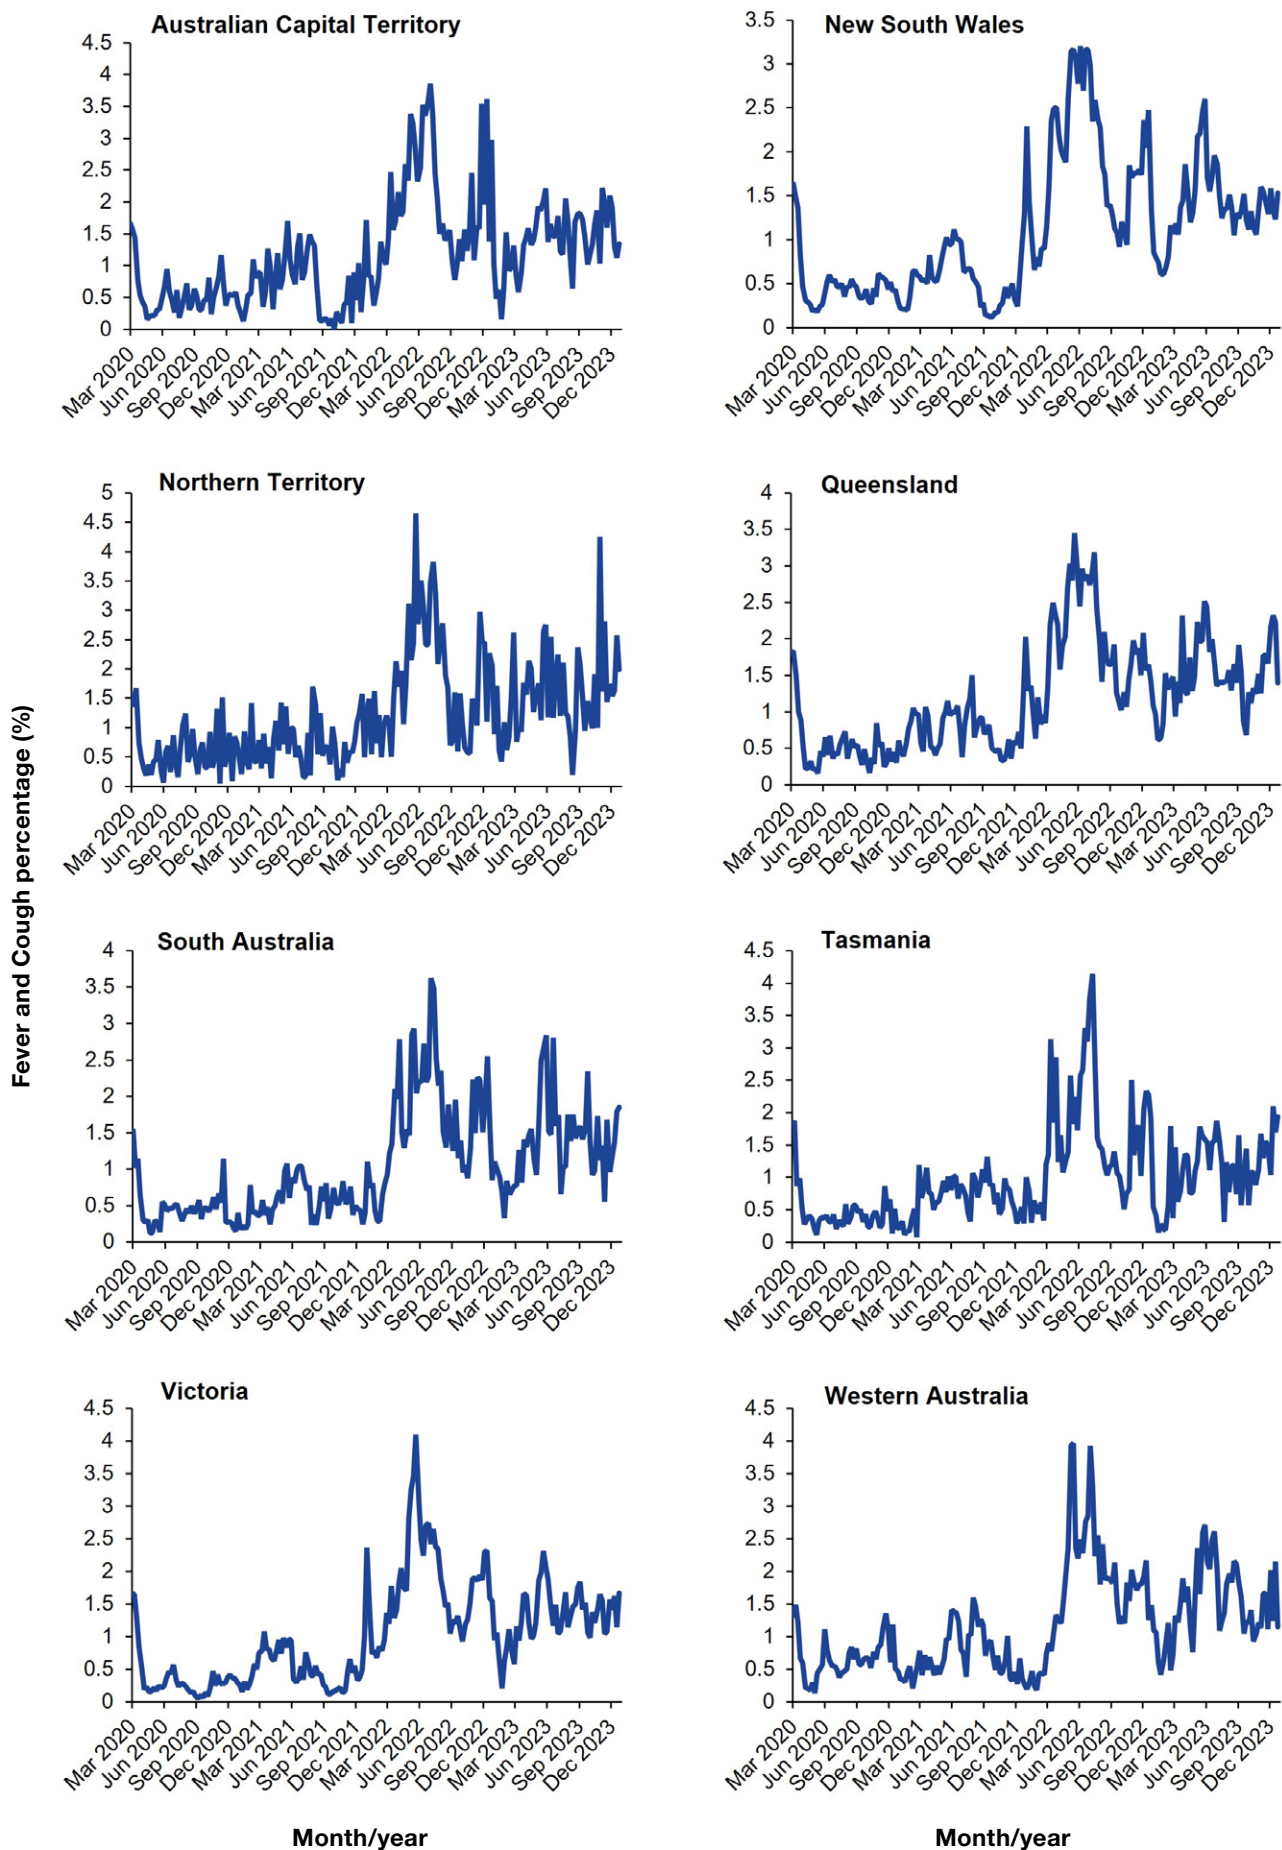 Fever and Cough percentage (%)
Australian Capital Territory
4.5
4
3.5
3
2.5
2
1.5
1
0.5
0
Mar 2020
Jun 2020
Sep 2020
Dec 2020
Mar 2021
Jun 2021
Sep 2021
Dec 2021
Mar 2022
Jun 2022
Sep 2022
Dec 2022
Mar 2023
Jun 2023
Sep 2023
Dec 2023
New South Wales
3.5
3
2.5
2
1.5
1
0.5
0
Mar 2020
Jun 2020
Sep 2020
Dec 2020
Mar 2021
Jun 2021
Sep 2021
Dec 2021
Mar 2022
Jun 2022
Sep 2022
Dec 2022
Mar 2023
Jun 2023
Sep 2023
Dec 2023
Northern Territory
5
4.5
4
3.5
3
2.5
2
1.5
1
0.5
0
Mar 2020
Jun 2020
Sep 2020
Dec 2020
Mar 2021
Jun 2021
Sep 2021
Dec 2021
Mar 2022
Jun 2022
Sep 2022
Dec 2022
Mar 2023
Jun 2023
Sep 2023
Dec 2023
Queensland
4
3.5
3
2.5
2
1.5
1
0.5
0
Mar 2020
Jun 2020
Sep 2020
Dec 2020
Mar 2021
Jun 2021
Sep 2021
Dec 2021
Mar 2022
Jun 2022
Sep 2022
Dec 2022
Mar 2023
Jun 2023
Sep 2023
Dec 2023
South Australia
4
3.5
3
2.5
2
1.5
1
0.5
0
Mar 2020
Jun 2020
Sep 2020
Dec 2020
Mar 2021
Jun 2021
Sep 2021
Dec 2021
Mar 2022
Jun 2022
Sep 2022
Dec 2022
Mar 2023
Jun 2023
Sep 2023
Dec 2023
Tasmania
4.5
4
3.5
3
2.5
2
1.5
1
0.5
0
Mar 2020
Jun 2020
Sep 2020
Dec 2020
Mar 2021
Jun 2021
Sep 2021
Dec 2021
Mar 2022
Jun 2022
Sep 2022
Dec 2022
Mar 2023
Jun 2023
Sep 2023
Dec 2023
Victoria
4.5
4
3.5
3
2.5
2
1.5
1
0.5
0
Mar 2020
Jun 2020
Sep 2020
Dec 2020
Mar 2021
Jun 2021
Sep 2021
Dec 2021
Mar 2022
Jun 2022
Sep 2022
Dec 2022
Mar 2023
Jun 2023
Sep 2023
Dec 2023
Western Australia
4.5
4
3.5
3
2.5
2
1.5
1
0.5
0
Mar 2020
Jun 2020
Sep 2020
Dec 2020
Mar 2021
Jun 2021
Sep 2021
Dec 2021
Mar 2022
Jun 2022
Sep 2022
Dec 2022
Mar 2023
Jun 2023
Sep 2023
Dec 2023
Month/year
Month/year